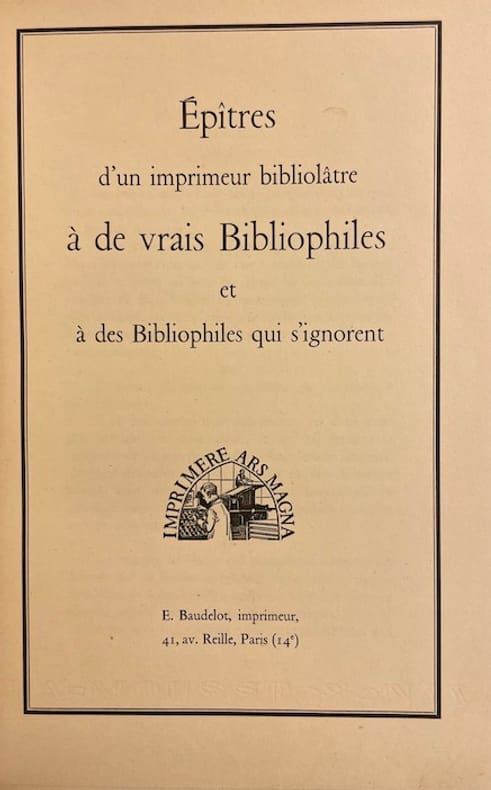 Épîtres
d'un imprimeur bibliolâtre
à de vrais Bibliophiles
et
à des Bibliophiles qui s'ignorent
IMPRIMERE ARS MAGNA
E. Baudelot, imprimeur,
41, av. Reille, Paris (14e)